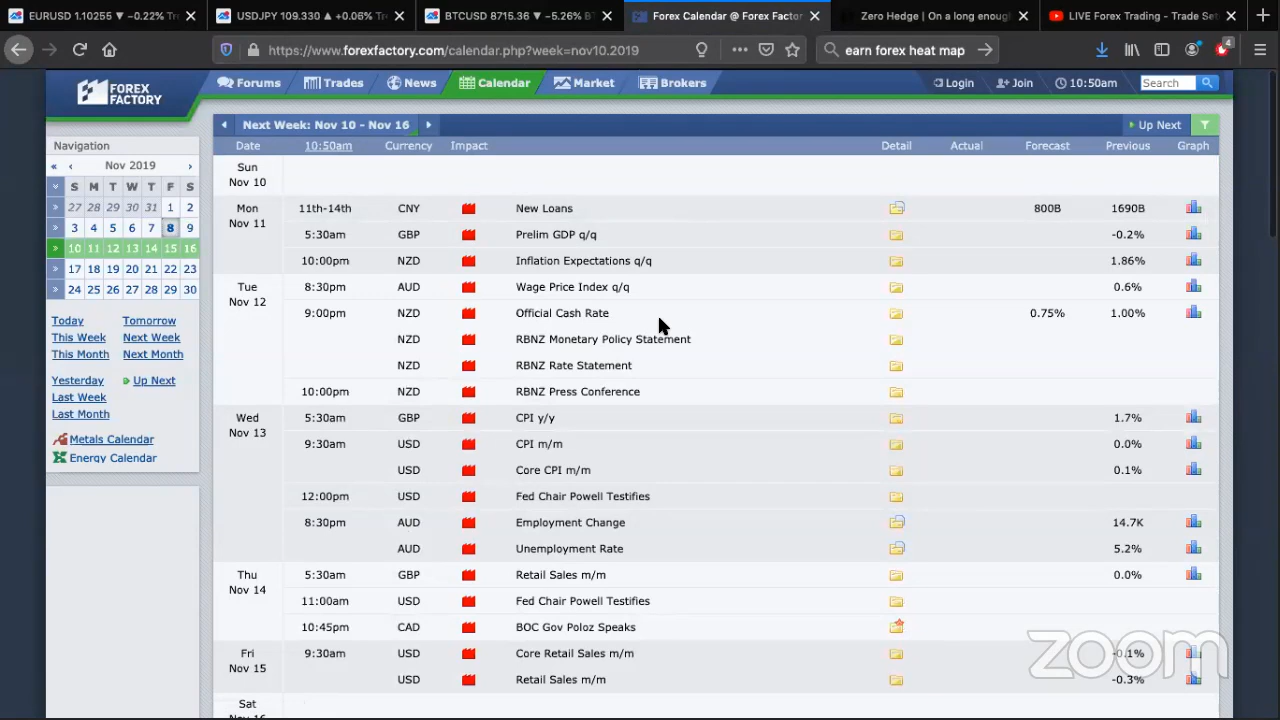 EURUSD 1.10255 ▼ −0.22%
USDJPY 109.330 ▲ +0.06%
BTCUSD 8715.36 ▼ −5.26%
Forex Calendar @ Forex Factor
Zero Hedge | On a long enoug
LIVE Forex Trading - Trade Se
https://www.forexfactory.com/calendar.php?week=nov10.2019
earn forex heat map
4
FOREX FACTORY
Forums
Trades
News
Calendar
Market
Brokers
Login
Join
10:50am
Search
Navigation
« ‹ Nov 2019 ›
S M T W T F S
27 28 29 30 31 1 2
3 4 5 6 7 8 9
10 11 12 13 14 15 16
17 18 19 20 21 22 23
24 25 26 27 28 29 30
Today Tomorrow
This Week Next Week
This Month Next Month
Yesterday Up Next
Last Week
Last Month
Metals Calendar
Energy Calendar
Next Week: Nov 10 - Nov 16
Up Next
Date 10:50am Currency Impact Detail Actual Forecast Previous Graph
Sun
Nov 10
Mon
Nov 11
11th-14th CNY New Loans 800B 1690B
5:30am GBP Prelim GDP q/q -0.2%
10:00pm NZD Inflation Expectations q/q 1.86%
Tue
Nov 12
8:30pm AUD Wage Price Index q/q 0.6%
9:00pm NZD Official Cash Rate 0.75% 1.00%
NZD RBNZ Monetary Policy Statement
NZD RBNZ Rate Statement
10:00pm NZD RBNZ Press Conference
Wed
Nov 13
5:30am GBP CPI y/y 1.7%
9:30am USD CPI m/m 0.0%
USD Core CPI m/m 0.1%
12:00pm USD Fed Chair Powell Testifies
8:30pm AUD Employment Change 14.7K
AUD Unemployment Rate 5.2%
Thu
Nov 14
5:30am GBP Retail Sales m/m 0.0%
11:00am USD Fed Chair Powell Testifies
10:45pm CAD BOC Gov Poloz Speaks
Fri
Nov 15
9:30am USD Core Retail Sales m/m -0.1%
USD Retail Sales m/m -0.3%
Sat
Nov 16
zoom